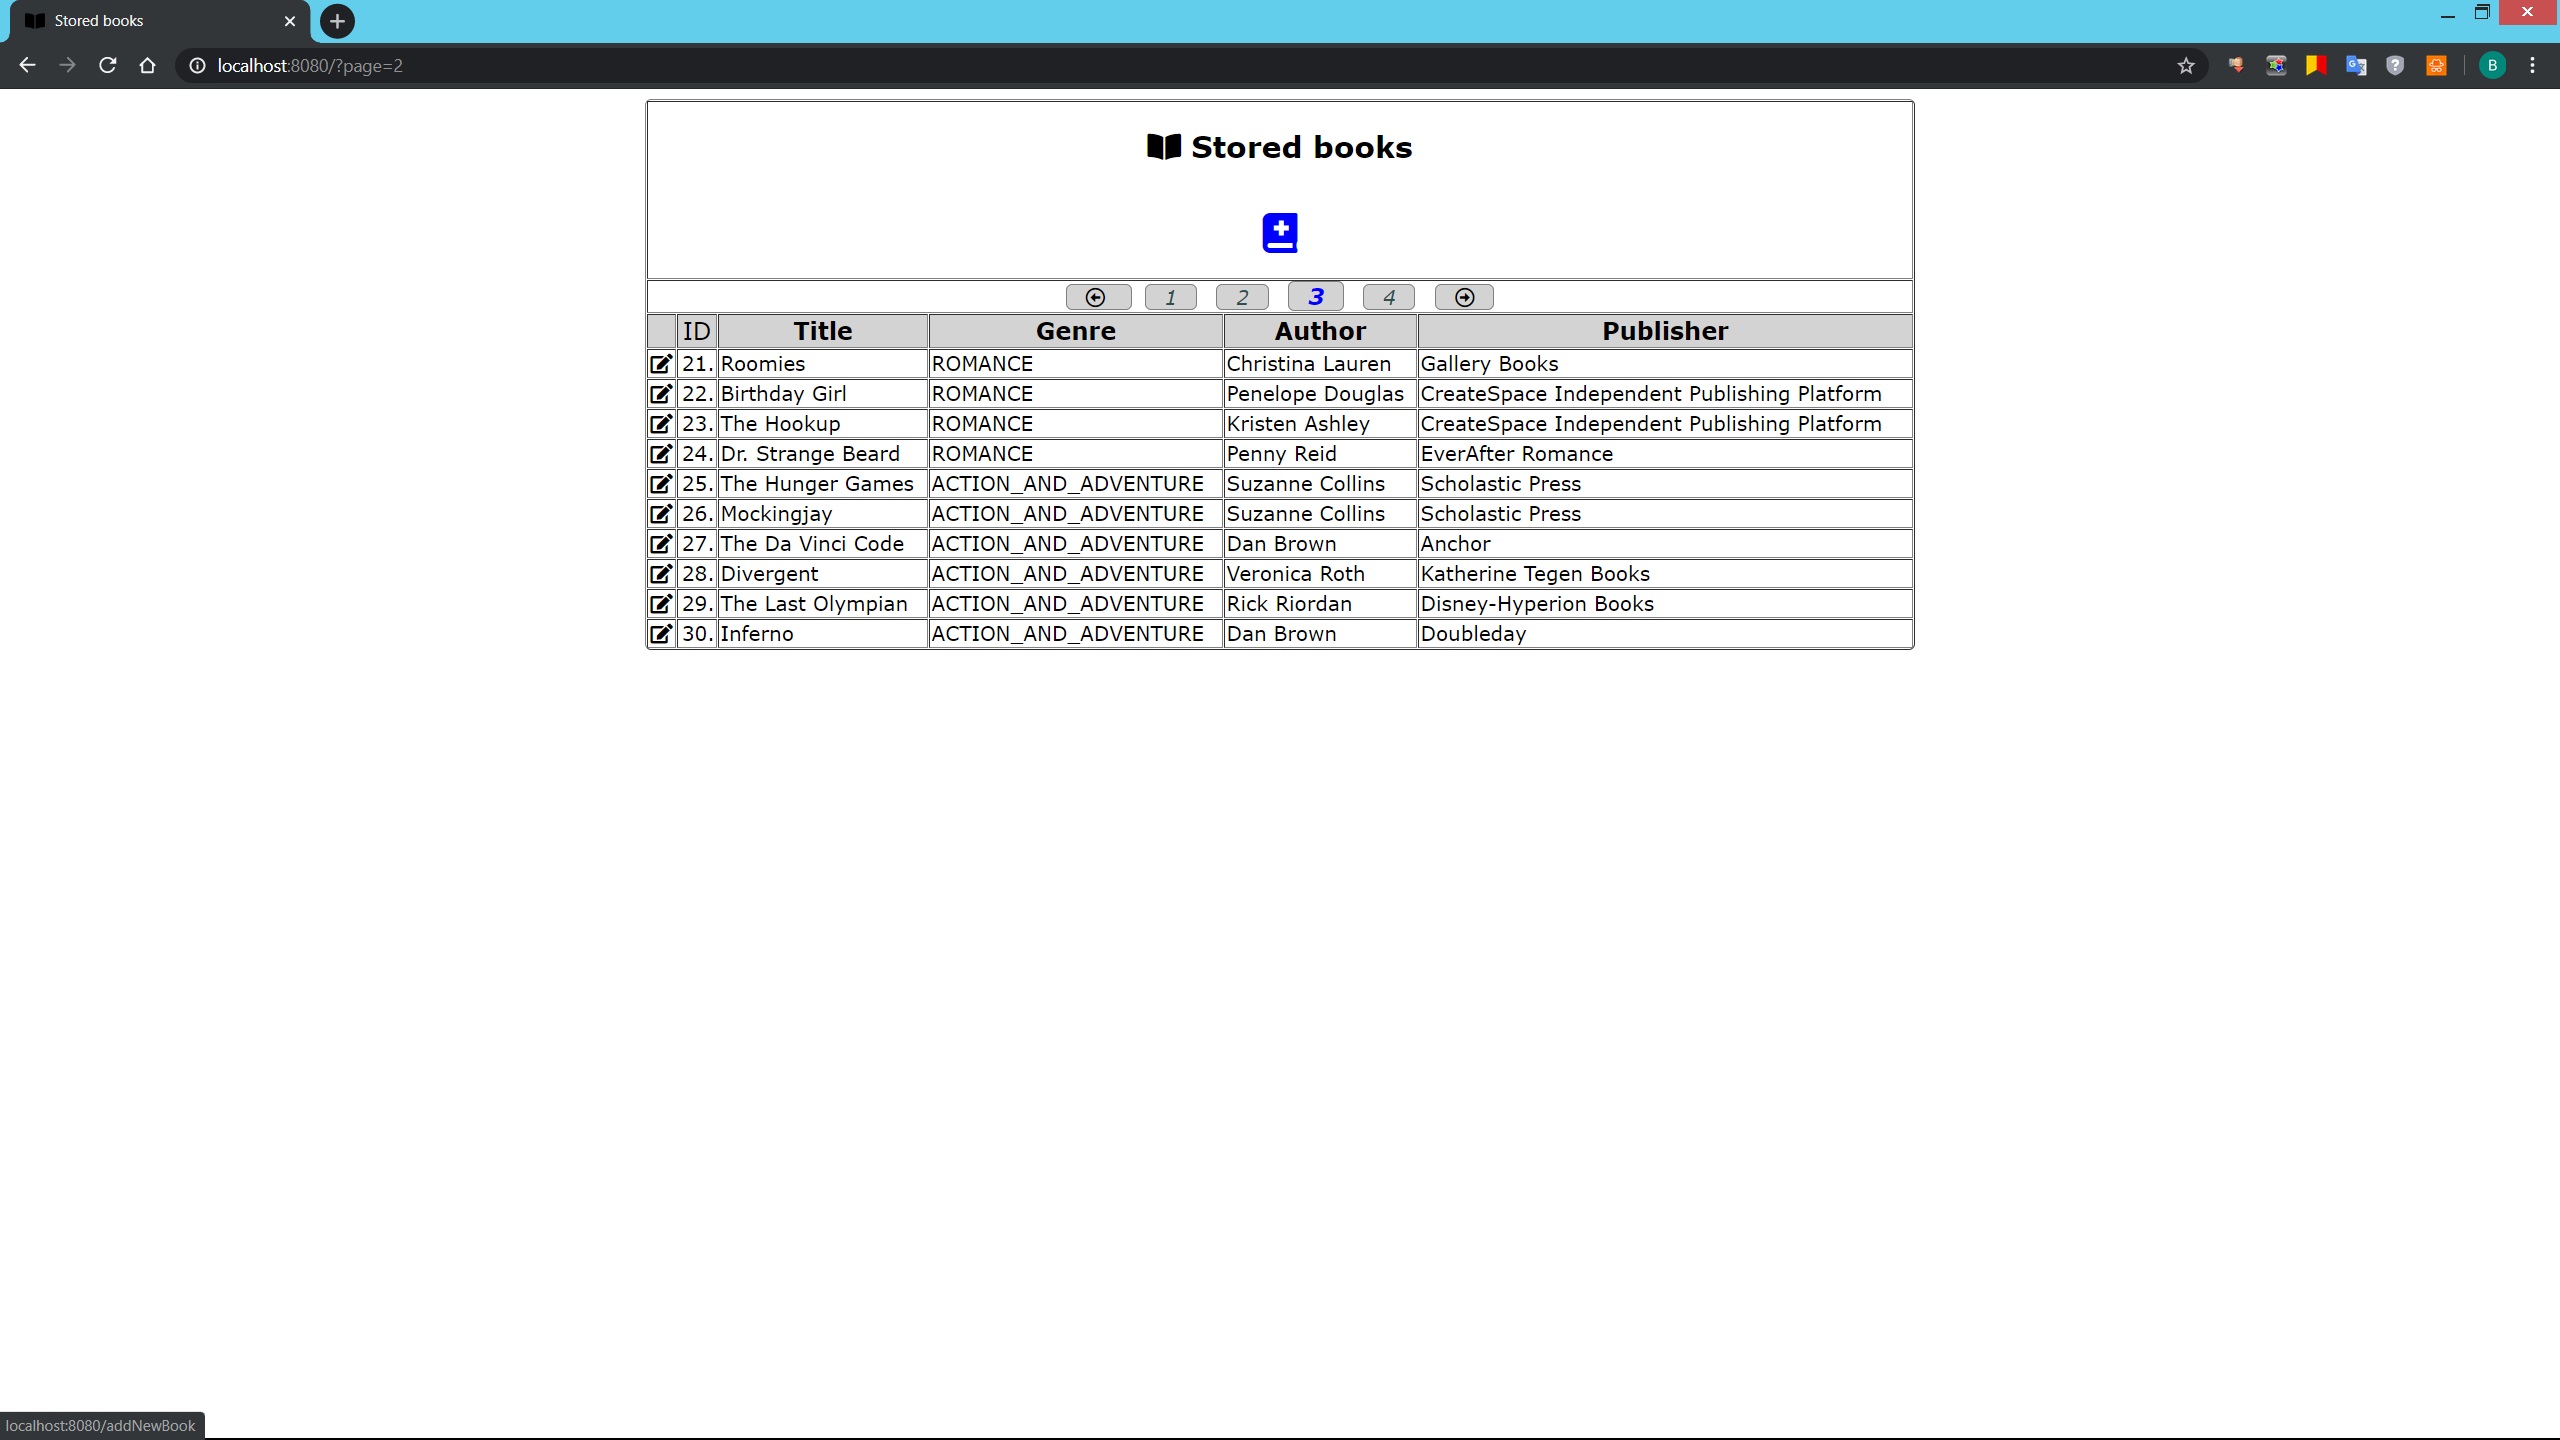 Stored books
localhost:8080/?page=2
B
Stored books
1 2 3 4
ID Title Genre Author Publisher
21. Roomies ROMANCE Christina Lauren Gallery Books
22. Birthday Girl ROMANCE Penelope Douglas CreateSpace Independent Publishing Platform
23. The Hookup ROMANCE Kristen Ashley CreateSpace Independent Publishing Platform
24. Dr. Strange Beard ROMANCE Penny Reid EverAfter Romance
25. The Hunger Games ACTION_AND_ADVENTURE Suzanne Collins Scholastic Press
26. Mockingjay ACTION_AND_ADVENTURE Suzanne Collins Scholastic Press
27. The Da Vinci Code ACTION_AND_ADVENTURE Dan Brown Anchor
28. Divergent ACTION_AND_ADVENTURE Veronica Roth Katherine Tegen Books
29. The Last Olympian ACTION_AND_ADVENTURE Rick Riordan Disney-Hyperion Books
30. Inferno ACTION_AND_ADVENTURE Dan Brown Doubleday
localhost:8080/addNewBook